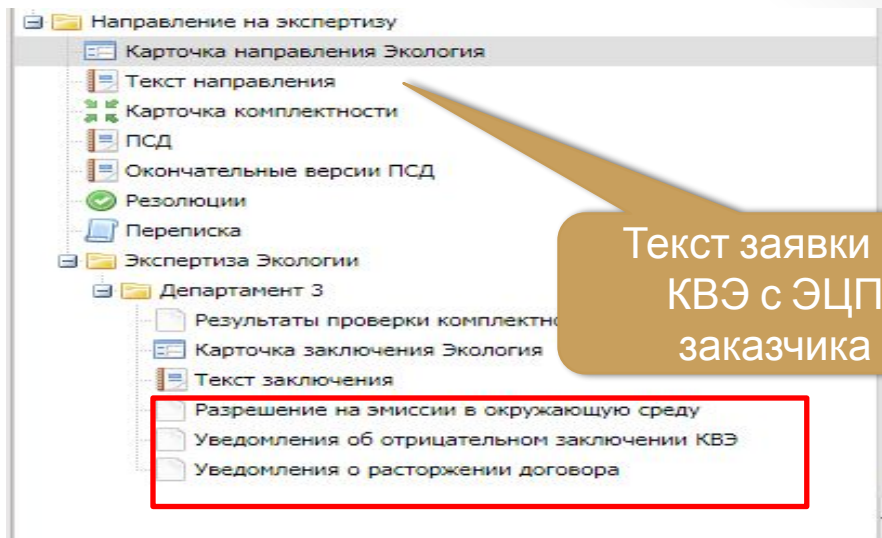 Направление на экспертизу
Карточка направления Экология
Текст направления
Карточка комплектности
ПСД
Окончательные версии ПСД
Резолюции
Переписка
Экспертиза Экологии
Департамент 3
Результаты проверки
Карточка заключения Экология
Текст заключения
Разрешение на эмиссии в окружающую среду
Уведомления об отрицательном заключении КВЭ
Уведомления о расторжении договора
Текст заявки
КВЭ с ЭЦП
заказчика